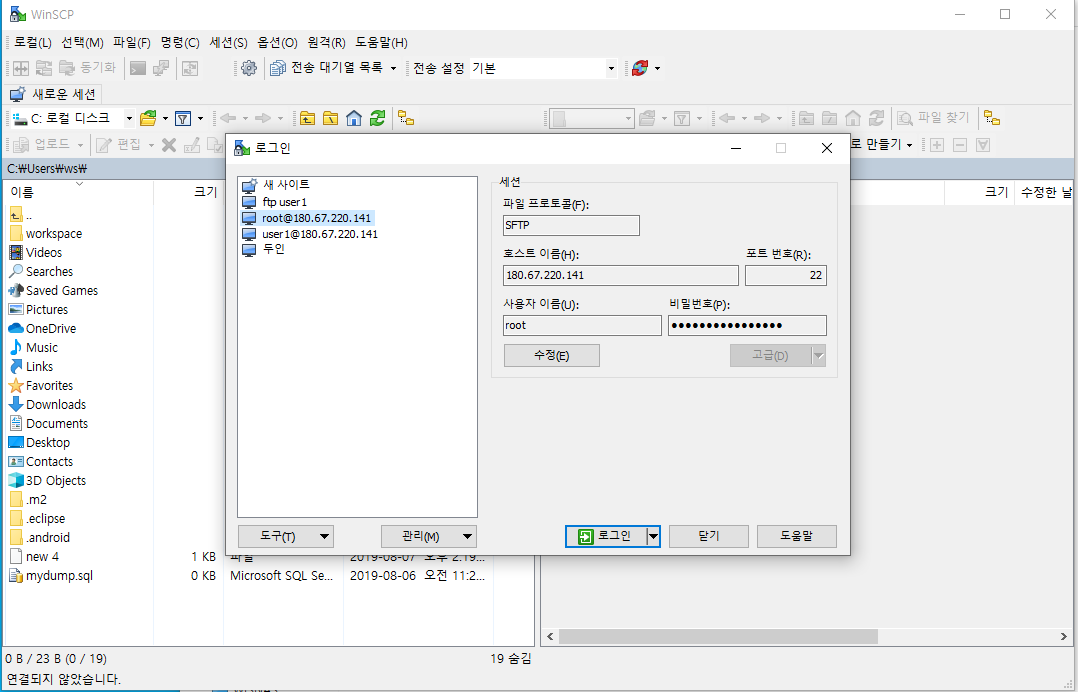 WinSCP
로컬(L) 선택(M) 파일(F) 명령(C) 세션(S) 옵션(O) 원격(R) 도움말(H)
동기화 전송 대기열 목록 전송 설정 기본
새로운 세션
C: 로컬 디스크 파일 찾기
업로드 편집 로 만들기
C:₩Users₩ws₩
이름 크기 크기 수정한 날
..
workspace
Videos
Searches
Saved Games
Pictures
OneDrive
Music
Links
Favorites
Downloads
Documents
Desktop
Contacts
3D Objects
.m2
.eclipse
.android
new 4 1 KB 파일 2019-08-07 오후 2:19...
mydump.sql 0 KB Microsoft SQL Se... 2019-08-06 오전 11:2...
로그인
새 사이트
ftp user1
root@180.67.220.141
user1@180.67.220.141
두인
세션
파일 프로토콜(F):
SFTP
호스트 이름(H): 포트 번호(R):
180.67.220.141 22
사용자 이름(U): 비밀번호(P):
root ●●●●●●●●●●●●●●●●
수정(E) 고급(D)
도구(T) 관리(M) 로그인 닫기 도움말
0 B / 23 B (0 / 19) 19 숨김
연결되지 않았습니다.